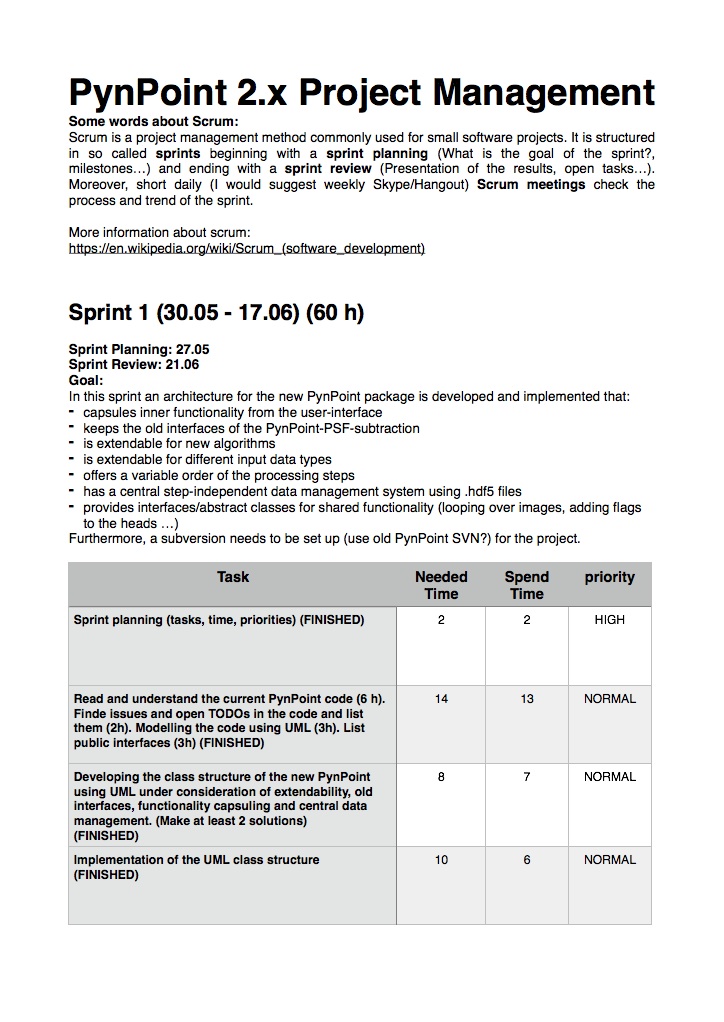 PynPoint 2.x Project Management
Some words about Scrum:
Scrum is a project management method commonly used for small software projects. It is structured
in so called sprints beginning with a sprint planning (What is the goal of the sprint?,
milestones…) and ending with a sprint review (Presentation of the results, open tasks…).
Moreover, short daily (I would suggest weekly Skype/Hangout) Scrum meetings check the
process and trend of the sprint.
More information about scrum:
https://en.wikipedia.org/wiki/Scrum_(software_development)
Sprint 1 (30.05 - 17.06) (60 h)
Sprint Planning: 27.05
Sprint Review: 21.06
Goal:
In this sprint an architecture for the new PynPoint package is developed and implemented that:
- capsules inner functionality from the user-interface
- keeps the old interfaces of the PynPoint-PSF-subtraction
- is extendable for new algorithms
- is extendable for different input data types
- offers a variable order of the processing steps
- has a central step-independent data management system using .hdf5 files
- provides interfaces/abstract classes for shared functionality (looping over images, adding flags
to the heads …)
Furthermore, a subversion needs to be set up (use old PynPoint SVN?) for the project.
Task Needed Spend priority
Time Time
Sprint planning (tasks, time, priorities) (FINISHED) 2 2 HIGH
Read and understand the current PynPoint code (6 h). 14 13 NORMAL
Finde issues and open TODOs in the code and list
them (2h). Modelling the code using UML (3h). List
public interfaces (3h) (FINISHED)
Developing the class structure of the new PynPoint 8 7 NORMAL
using UML under consideration of extendability, old
interfaces, functionality capsuling and central data
management. (Make at least 2 solutions)
(FINISHED)
Implementation of the UML class structure 10 6 NORMAL
(FINISHED)